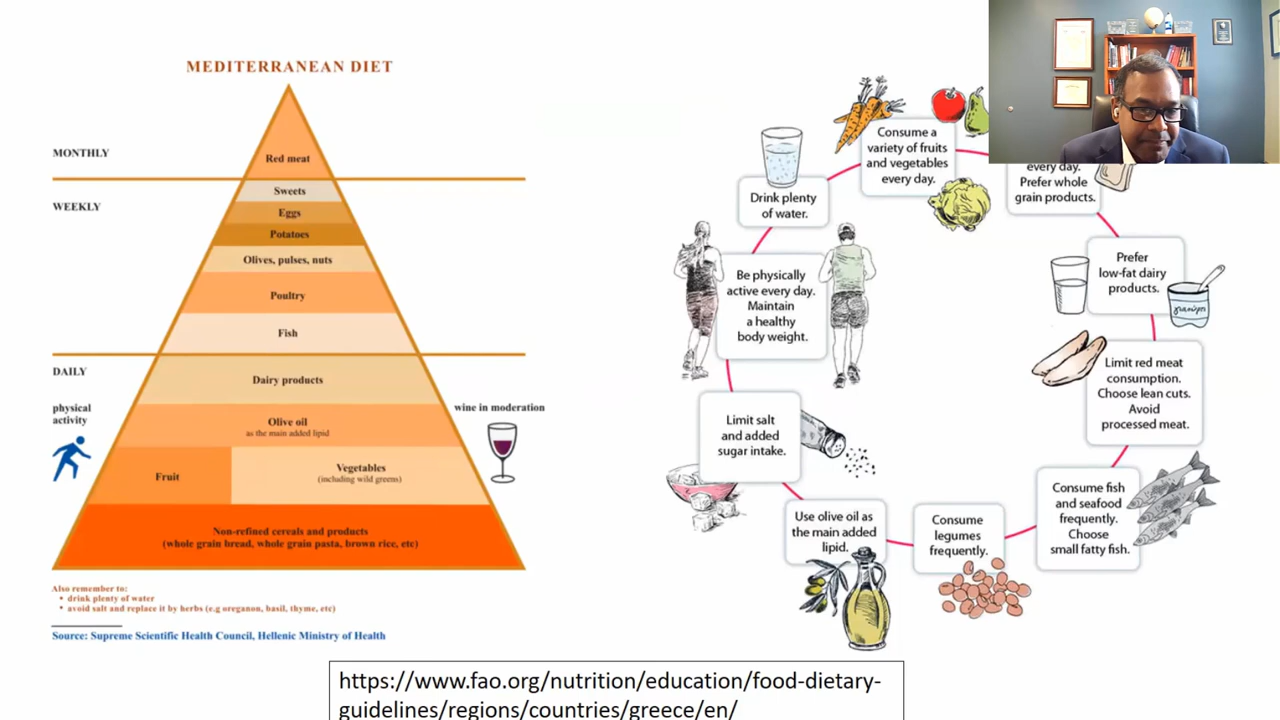 MEDITERRANEAN DIET
MONTHLY
Red meat
Sweets
WEEKLY
Eggs
Potatoes
Olives, pulses, nuts
Poultry
Fish
DAILY
Dairy products
physical
activity
wine in moderation
Olive oil
as the main added lipid
Fruit
Vegetables
(including wild greens)
Non-refined cereals and products
(whole grain bread, whole grain pasta, brown rice, etc)
Also remember to:
• drink plenty of water
• avoid salt and replace it by herbs (e.g oreganon, basil, thyme, etc)
Source: Supreme Scientific Health Council, Hellenic Ministry of Health
Consume a
variety of fruits
and vegetables
every day.
every day.
Prefer whole
grain products.
Prefer
low-fat dairy
products.
γιαούρτι
Limit red meat
consumption.
Choose lean cuts.
Avoid
processed meat.
Consume fish
and seafood
frequently.
Choose
small fatty fish.
Consume
legumes
frequently.
Use olive oil as
the main added
lipid.
Limit salt
and added
sugar intake.
Be physically
active every day.
Maintain
a healthy
body weight.
Drink plenty
of water.
https://www.fao.org/nutrition/education/food-dietary-
guidelines/regions/countries/greece/en/